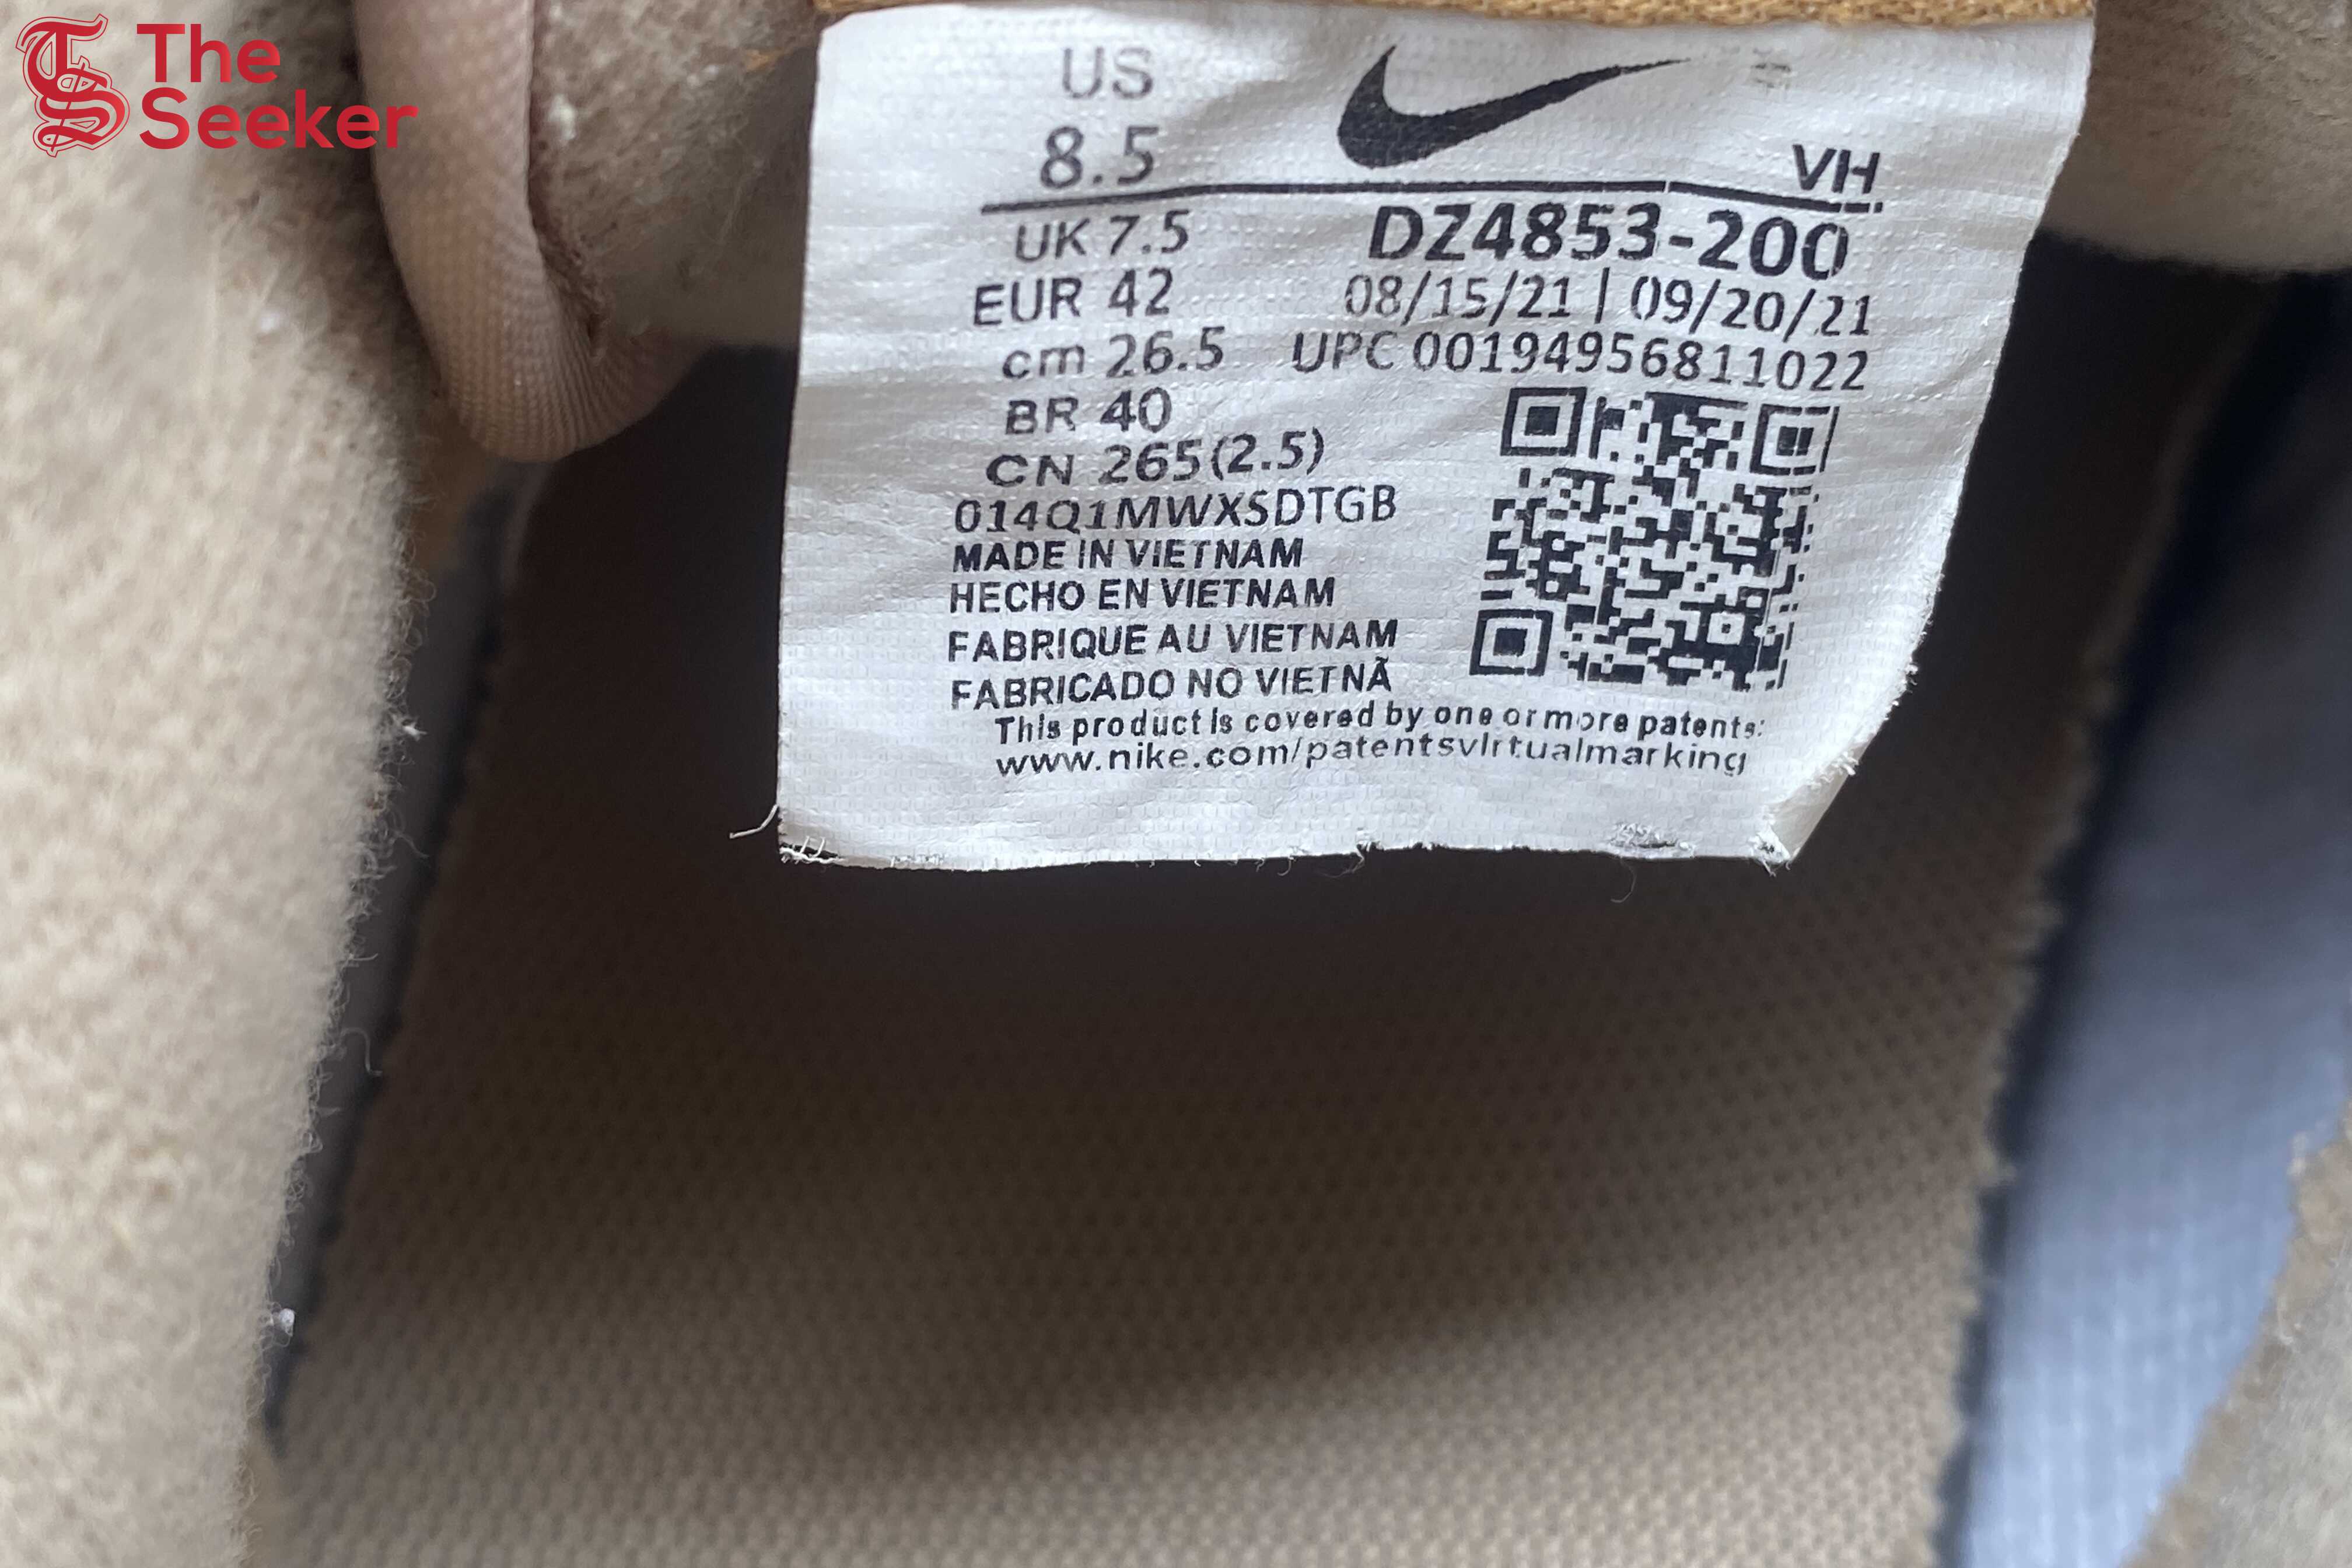 The
Seeker
US
8.5
VH
UK 7.5
DZ4853-200
EUR 42
08/15/21 | 09/20/21
cm 26.5
UPC 00194956811022
BR 40
CN 265(2.5)
014Q1MWXSDTGB
MADE IN VIETNAM
HECHO EN VIETNAM
FABRIQUE AU VIETNAM
FABRICADO NO VIETNÃ
This product is covered by one or more patents:
www.nike.com/patentsvirtualmarking